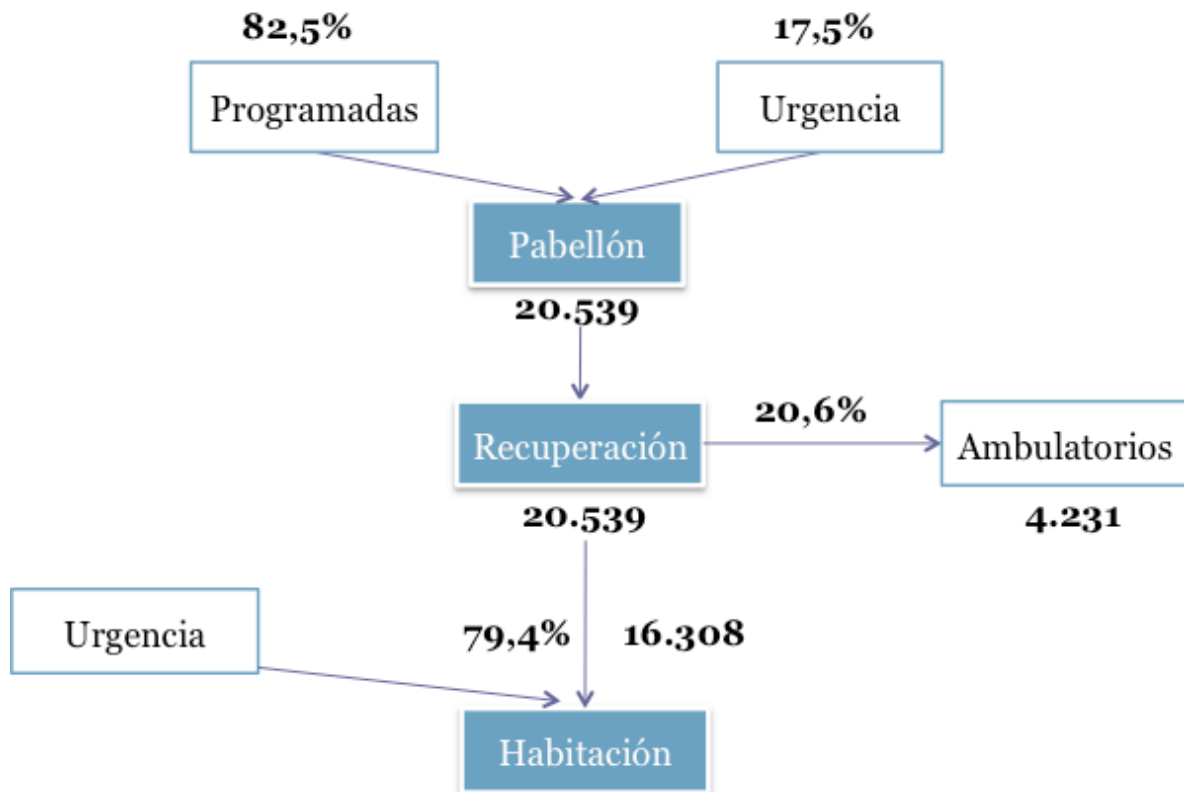 82,5%
17,5%
Programadas
Urgencia
Pabellón
20.539
Recuperación
20,6%
Ambulatorios
20.539
4.231
Urgencia
79,4%
16.308
Habitación